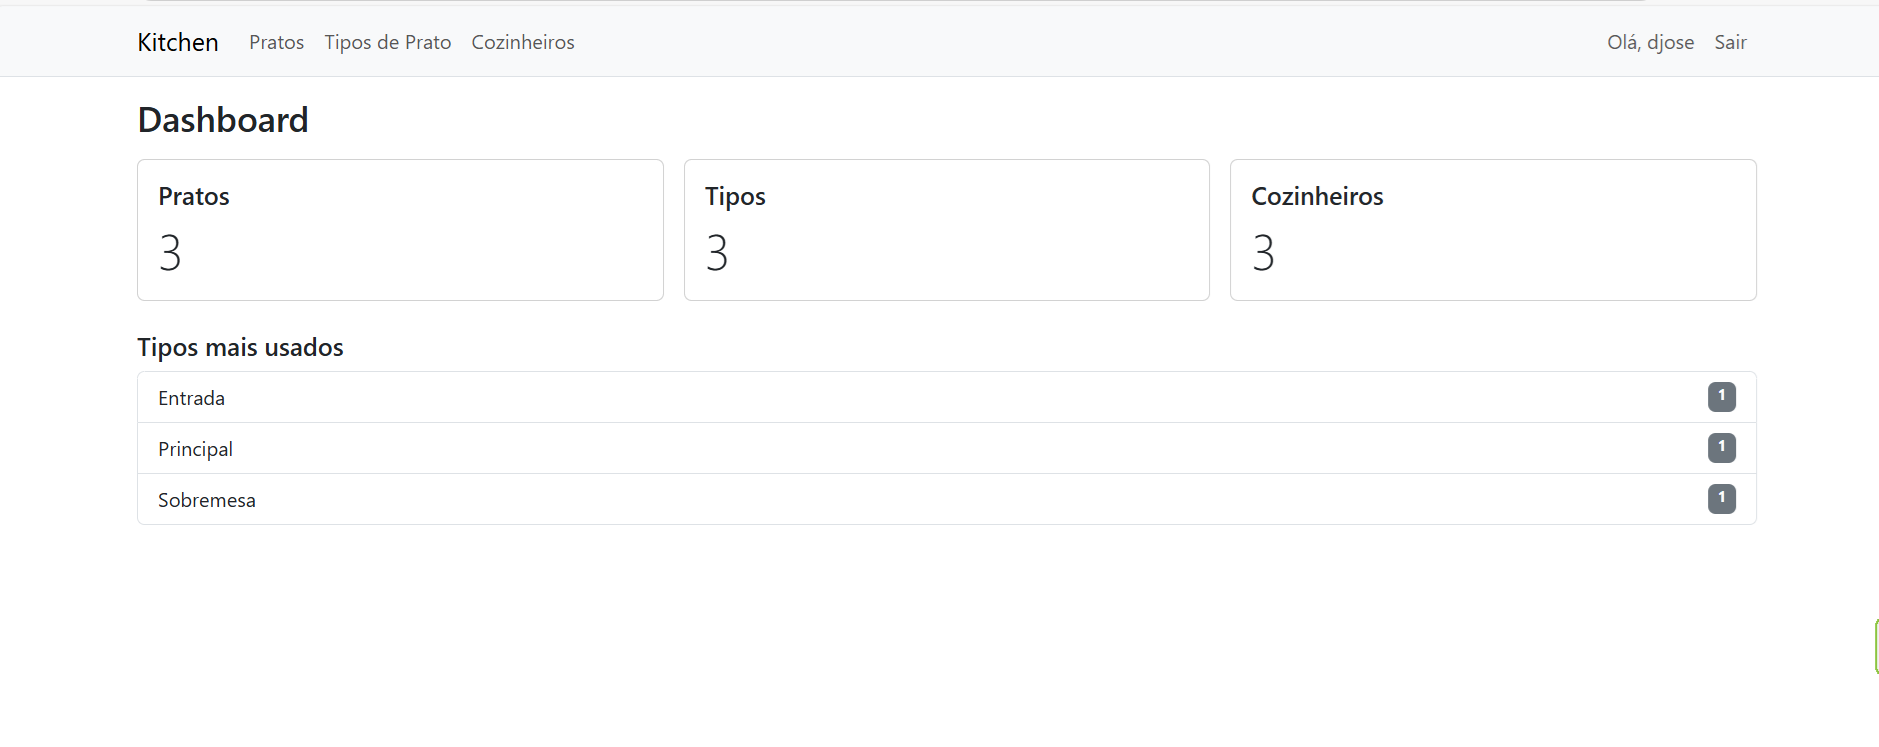 Kitchen Pratos Tipos de Prato Cozinheiros Olá, djose Sair
Dashboard
Pratos
3
Tipos
3
Cozinheiros
3
Tipos mais usados
Entrada 1
Principal 1
Sobremesa 1